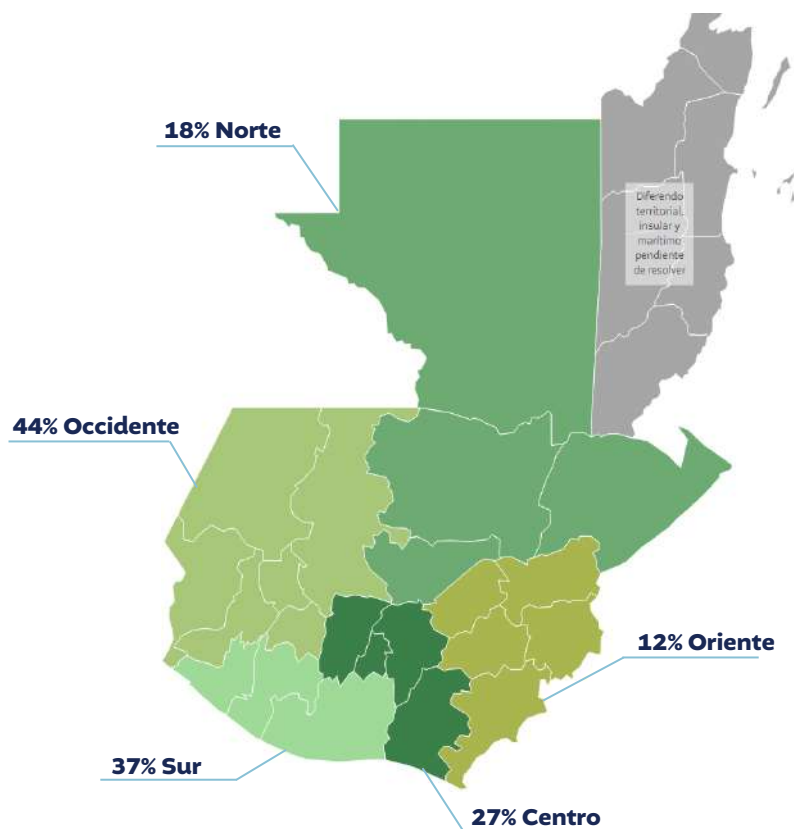 18% Norte
Diferendo
territorial,
insular y
marítimo
pendiente
de resolver
44% Occidente
12% Oriente
37% Sur
27% Centro